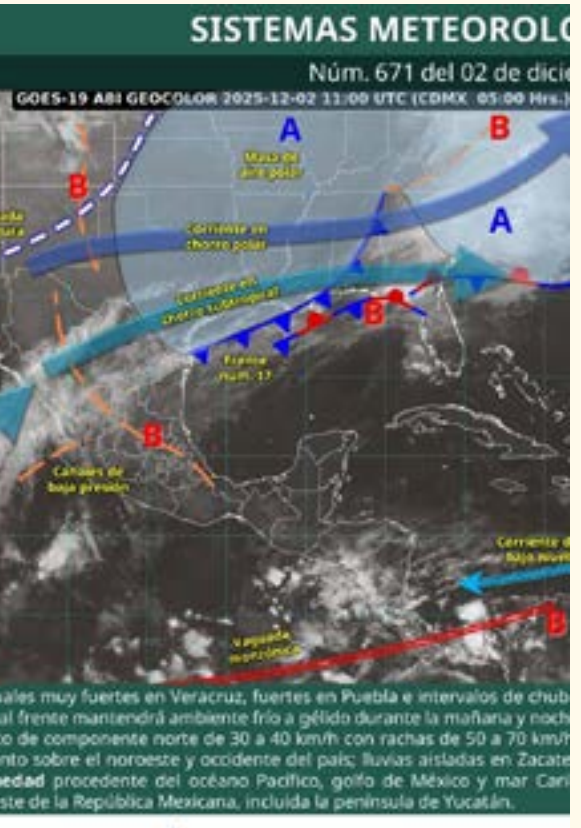 SISTEMAS METEOROLÓ
Núm. 671 del 02 de dicie
GOES-19 ABI GEOCOLOR 2025-12-02 11:00 UTC (CDMX 05:00 Hrs.)
A
B
Masa de
aire polar
B
A
Corriente en
chorro polar
Corriente en
chorro subtropical
B
Frente
núm. 17
B
Canales de
baja presión
Corriente d
bajo nivel
B
Vaguada
monzónica
uales muy fuertes en Veracruz, fuertes en Puebla e intervalos de chuba
al frente mantendrá ambiente frío a gélido durante la mañana y noch
to de componente norte de 30 a 40 km/h con rachas de 50 a 70 km/h
nto sobre el noroeste y occidente del país; lluvias aisladas en Zacate
edad procedente del océano Pacífico, golfo de México y mar Cari
ste de la República Mexicana, incluida la península de Yucatán.